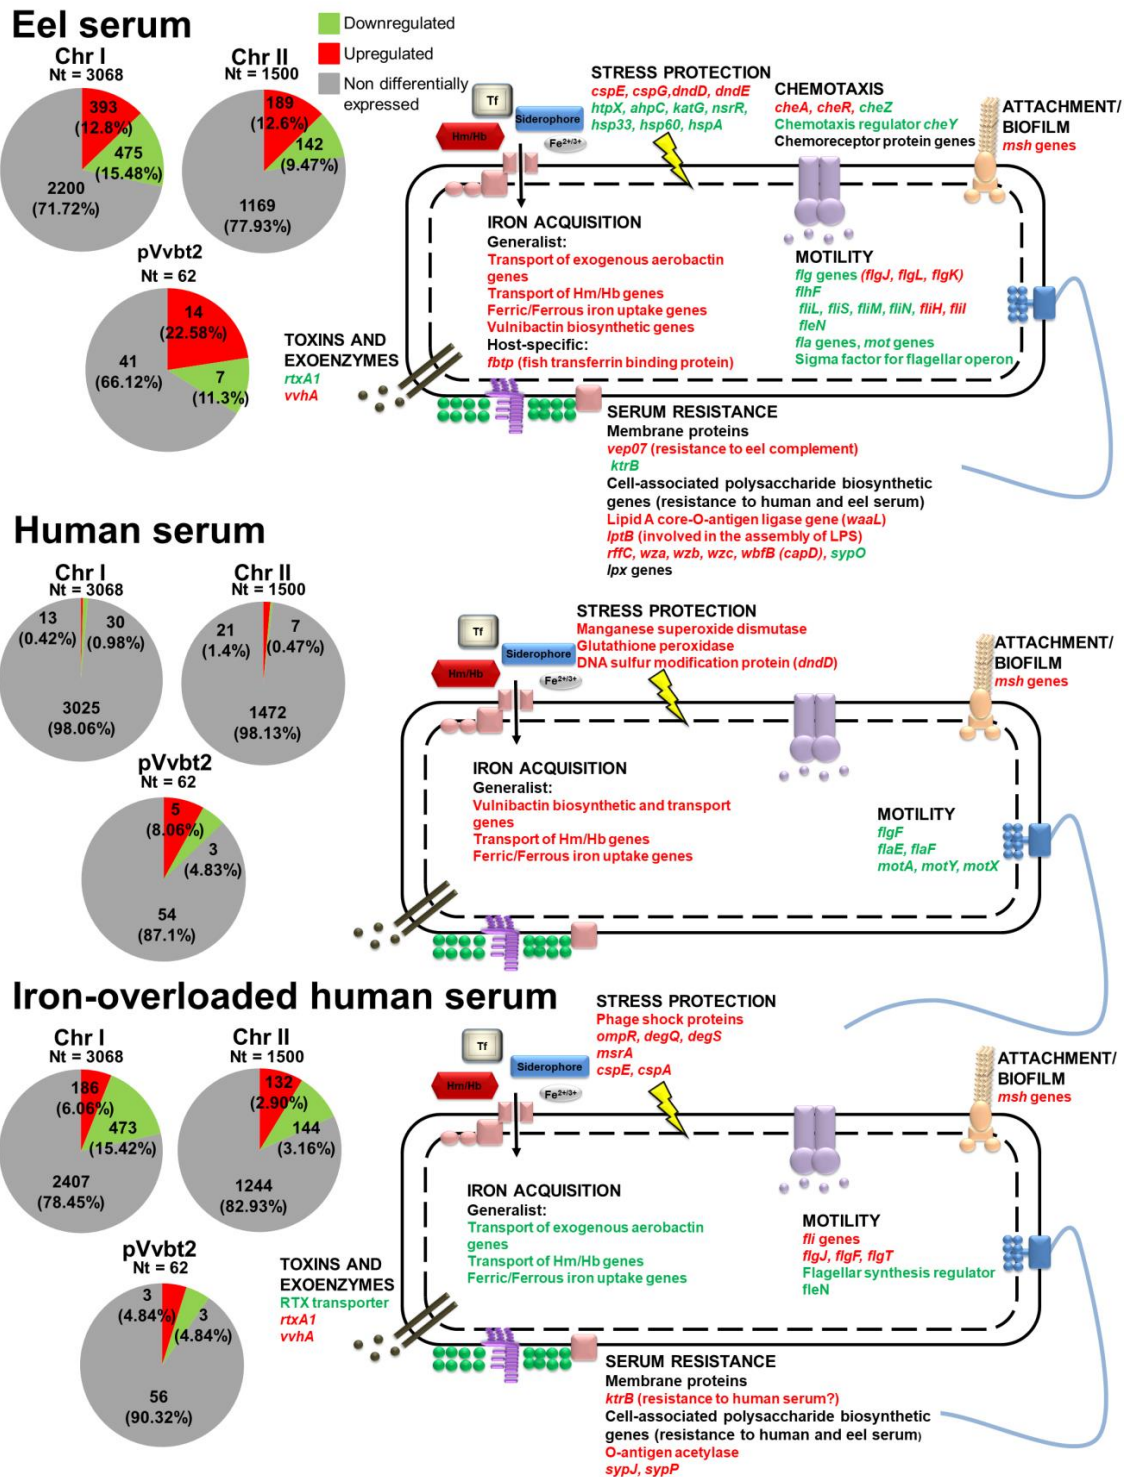 Eel serum
Downregulated
Upregulated
Non differentially
expressed
Chr I
Nt = 3068
393
(12.8%)
475
(15.48%)
2200
(71.72%)
Chr II
Nt = 1500
189
(12.6%)
142
(9.47%)
1169
(77.93%)
pVvbt2
Nt = 62
14
(22.58%)
7
(11.3%)
41
(66.12%)
Tf
Siderophore
Hm/Hb
Fe2+/3+
STRESS PROTECTION
cspE, cspG,dndD, dndE
htpX, ahpC, katG, nsrR,
hsp33, hsp60, hspA
CHEMOTAXIS
cheA, cheR, cheZ
Chemotaxis regulator cheY
Chemoreceptor protein genes
ATTACHMENT/
BIOFILM
msh genes
IRON ACQUISITION
Generalist:
Transport of exogenous aerobactin
genes
Transport of Hm/Hb genes
Ferric/Ferrous iron uptake genes
Vulnibactin biosynthetic genes
Host-specific:
fbtp (fish transferrin binding protein)
MOTILITY
flg genes (flgJ, flgL, flgK)
flhF
fliL, fliS, fliM, fliN, fliH, fliI
fleN
fla genes, mot genes
Sigma factor for flagellar operon
TOXINS AND
EXOENZYMES
rtxA1
vvhA
SERUM RESISTANCE
Membrane proteins
vep07 (resistance to eel complement)
ktrB
Cell-associated polysaccharide biosynthetic
genes (resistance to human and eel serum)
Lipid A core-O-antigen ligase gene (waaL)
lptB (involved in the assembly of LPS)
rffC, wza, wzb, wzc, wbfB (capD), sypO
lpx genes
Human serum
Chr I
Nt = 3068
13
(0.42%)
30
(0.98%)
3025
(98.06%)
Chr II
Nt = 1500
21
(1.4%)
7
(0.47%)
1472
(98.13%)
pVvbt2
Nt = 62
5
(8.06%)
3
(4.83%)
54
(87.1%)
Tf
Siderophore
Hm/Hb
Fe2+/3+
STRESS PROTECTION
Manganese superoxide dismutase
Glutathione peroxidase
DNA sulfur modification protein (dndD)
ATTACHMENT/
BIOFILM
msh genes
IRON ACQUISITION
Generalist:
Vulnibactin biosynthetic and transport
genes
Transport of Hm/Hb genes
Ferric/Ferrous iron uptake genes
MOTILITY
flgF
flaE, flaF
motA, motY, motX
Iron-overloaded human serum
Chr I
Nt = 3068
186
(6.06%)
473
(15.42%)
2407
(78.45%)
Chr II
Nt = 1500
132
(2.90%)
144
(3.16%)
1244
(82.93%)
pVvbt2
Nt = 62
3
(4.84%)
3
(4.84%)
56
(90.32%)
Tf
Siderophore
Hm/Hb
Fe2+/3+
STRESS PROTECTION
Phage shock proteins
ompR, degQ, degS
msrA
cspE, cspA
ATTACHMENT/
BIOFILM
msh genes
IRON ACQUISITION
Generalist:
Transport of exogenous aerobactin
genes
Transport of Hm/Hb genes
Ferric/Ferrous iron uptake genes
MOTILITY
fli genes
flgJ, flgF, flgT
Flagellar synthesis regulator
fleN
TOXINS AND
EXOENZYMES
RTX transporter
rtxA1
vvhA
SERUM RESISTANCE
Membrane proteins
ktrB (resistance to human serum?)
Cell-associated polysaccharide biosynthetic
genes (resistance to human and eel serum)
O-antigen acetylase
sypJ, sypP